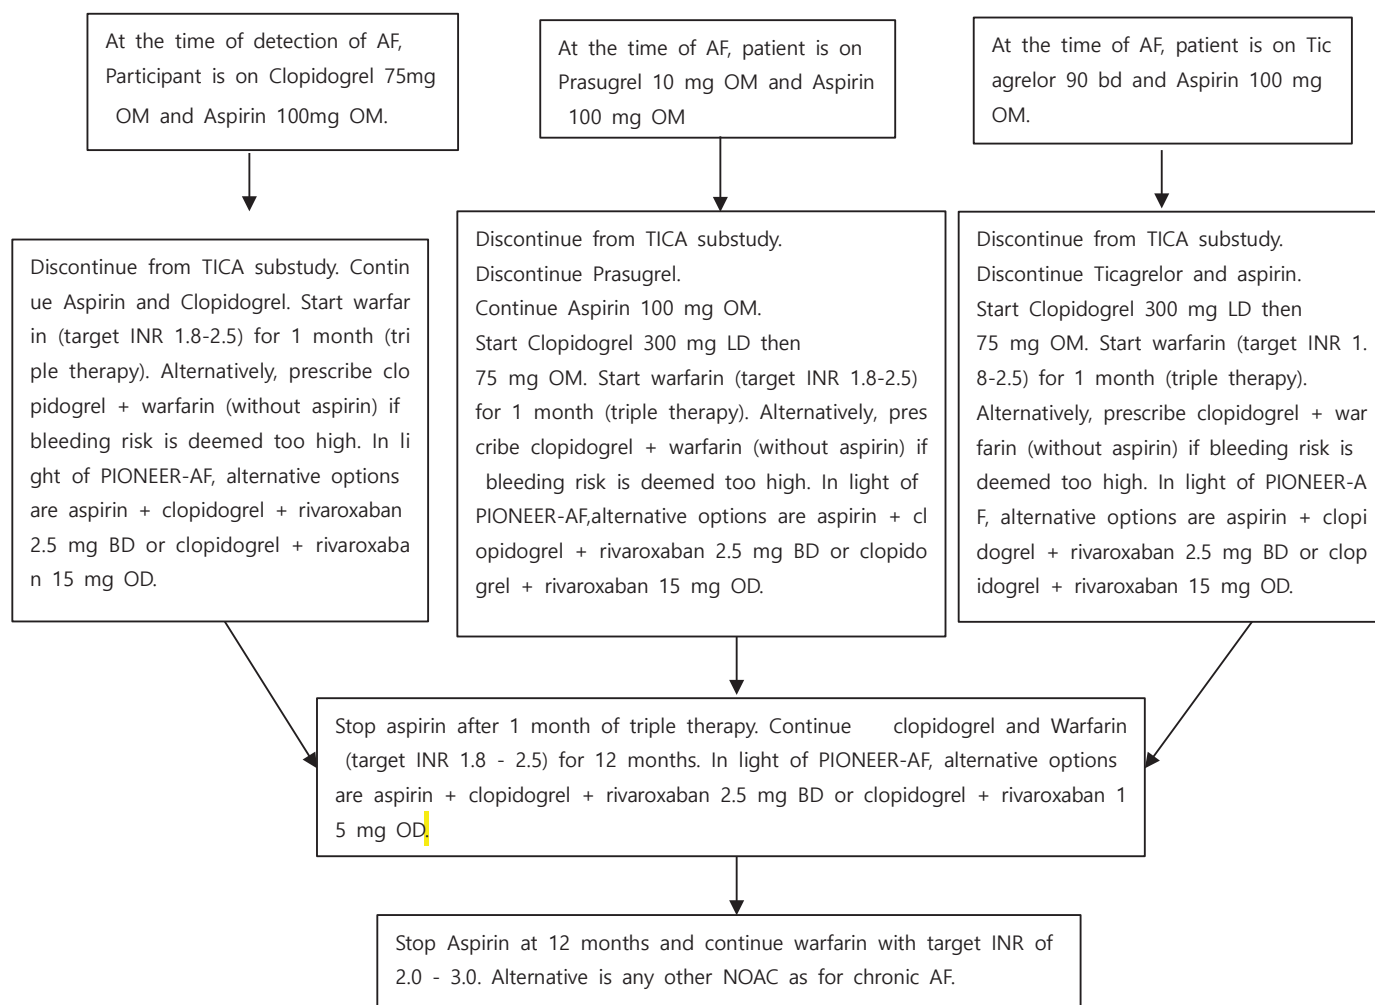 At the time of detection of AF,
Participant is on Clopidogrel 75mg
OM and Aspirin 100mg OM.
At the time of AF, patient is on
Prasugrel 10 mg OM and Aspirin
100 mg OM
At the time of AF, patient is on Tic
agrelor 90 bd and Aspirin 100 mg
OM.
Discontinue from TICA substudy. Contin
ue Aspirin and Clopidogrel. Start warfar
in (target INR 1.8-2.5) for 1 month (tri
ple therapy). Alternatively, prescribe clo
pidogrel + warfarin (without aspirin) if
bleeding risk is deemed too high. In li
ght of PIONEER-AF, alternative options
are aspirin + clopidogrel + rivaroxaban
2.5 mg BD or clopidogrel + rivaroxaba
n 15 mg OD.
Discontinue from TICA substudy.
Discontinue Prasugrel.
Continue Aspirin 100 mg OM.
Start Clopidogrel 300 mg LD then
75 mg OM. Start warfarin (target INR 1.8-2.5)
for 1 month (triple therapy). Alternatively, pres
cribe clopidogrel + warfarin (without aspirin) if
bleeding risk is deemed too high. In light of
PIONEER-AF,alternative options are aspirin + cl
opidogrel + rivaroxaban 2.5 mg BD or clopido
grel + rivaroxaban 15 mg OD.
Discontinue from TICA substudy.
Discontinue Ticagrelor and aspirin.
Start Clopidogrel 300 mg LD then
75 mg OM. Start warfarin (target INR 1.
8-2.5) for 1 month (triple therapy).
Alternatively, prescribe clopidogrel + war
farin (without aspirin) if bleeding risk is
deemed too high. In light of PIONEER-A
F, alternative options are aspirin + clopi
dogrel + rivaroxaban 2.5 mg BD or clop
idogrel + rivaroxaban 15 mg OD.
Stop aspirin after 1 month of triple therapy. Continue clopidogrel and Warfarin
(target INR 1.8 - 2.5) for 12 months. In light of PIONEER-AF, alternative options
are aspirin + clopidogrel + rivaroxaban 2.5 mg BD or clopidogrel + rivaroxaban 1
5 mg OD.
Stop Aspirin at 12 months and continue warfarin with target INR of
2.0 - 3.0. Alternative is any other NOAC as for chronic AF.